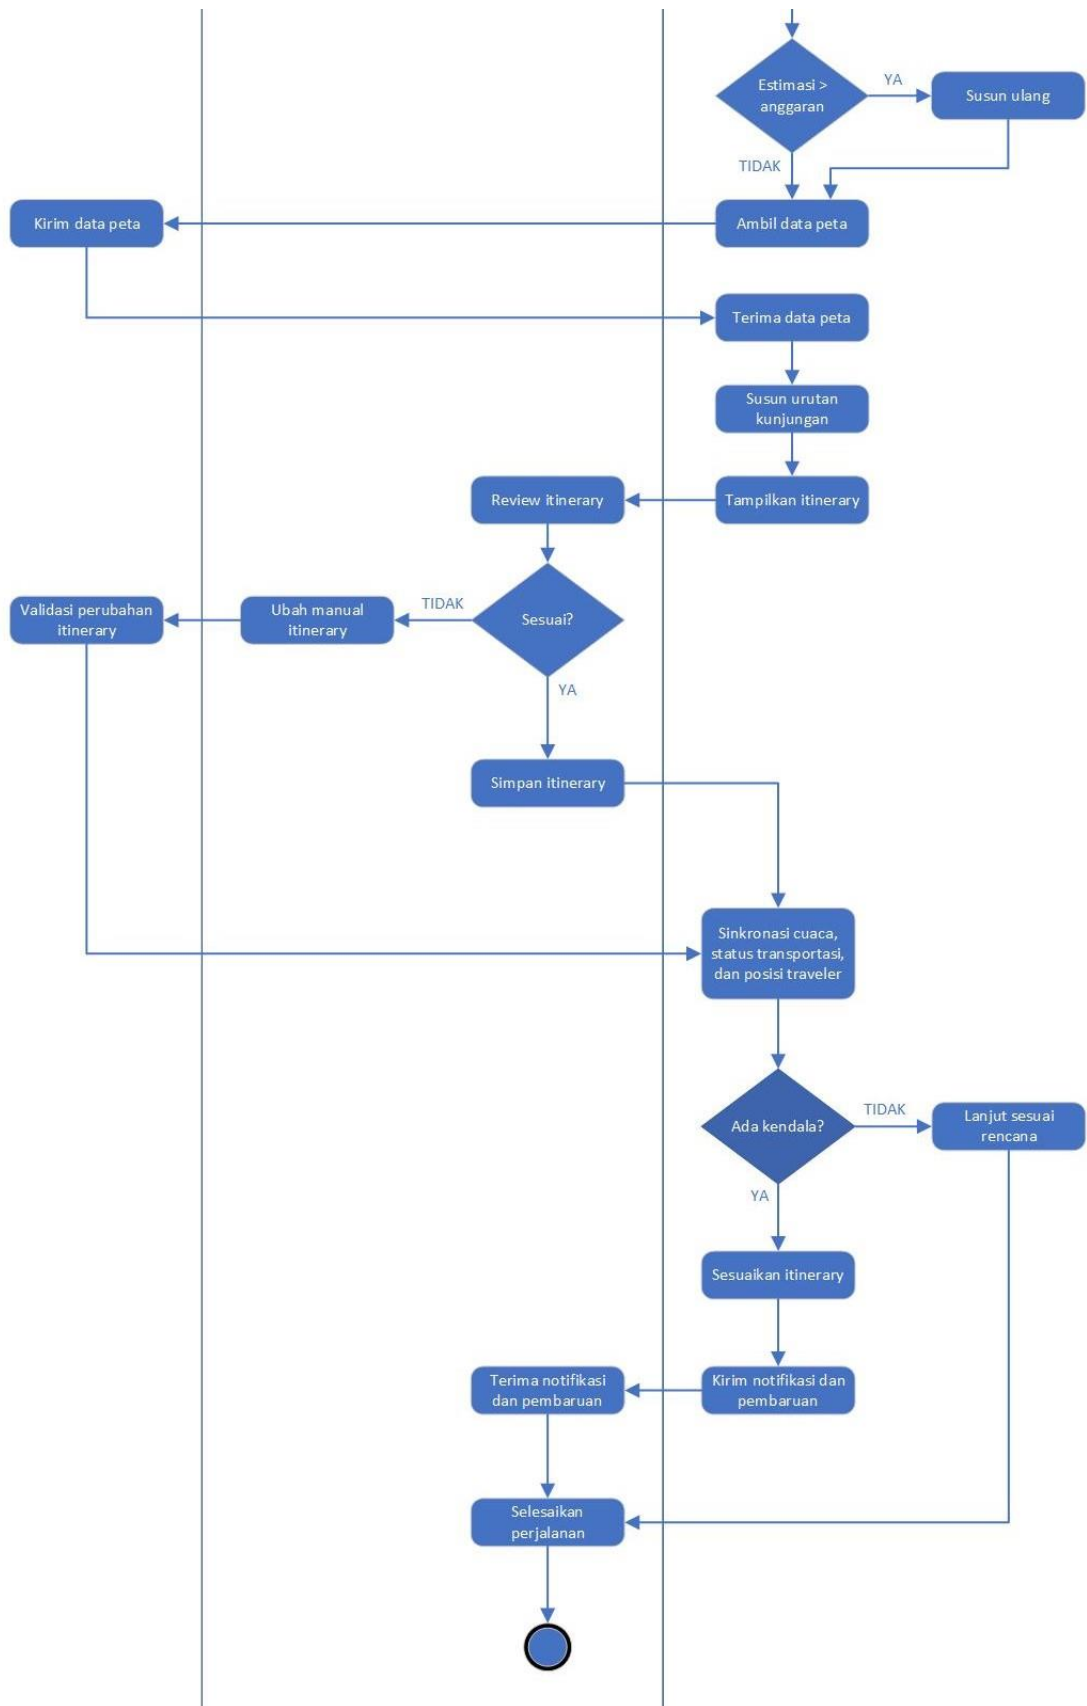 Estimasi >
anggaran
YA
Susun ulang
TIDAK
Kirim data peta
Ambil data peta
Terima data peta
Susun urutan
kunjungan
Review itinerary
Tampilkan itinerary
Validasi perubahan
itinerary
Ubah manual
itinerary
TIDAK
Sesuai?
YA
Simpan itinerary
Sinkronasi cuaca,
status transportasi,
dan posisi traveler
Ada kendala?
TIDAK
Lanjut sesuai
rencana
YA
Sesuaikan itinerary
Terima notifikasi
dan pembaruan
Kirim notifikasi dan
pembaruan
Selesaikan
perjalanan